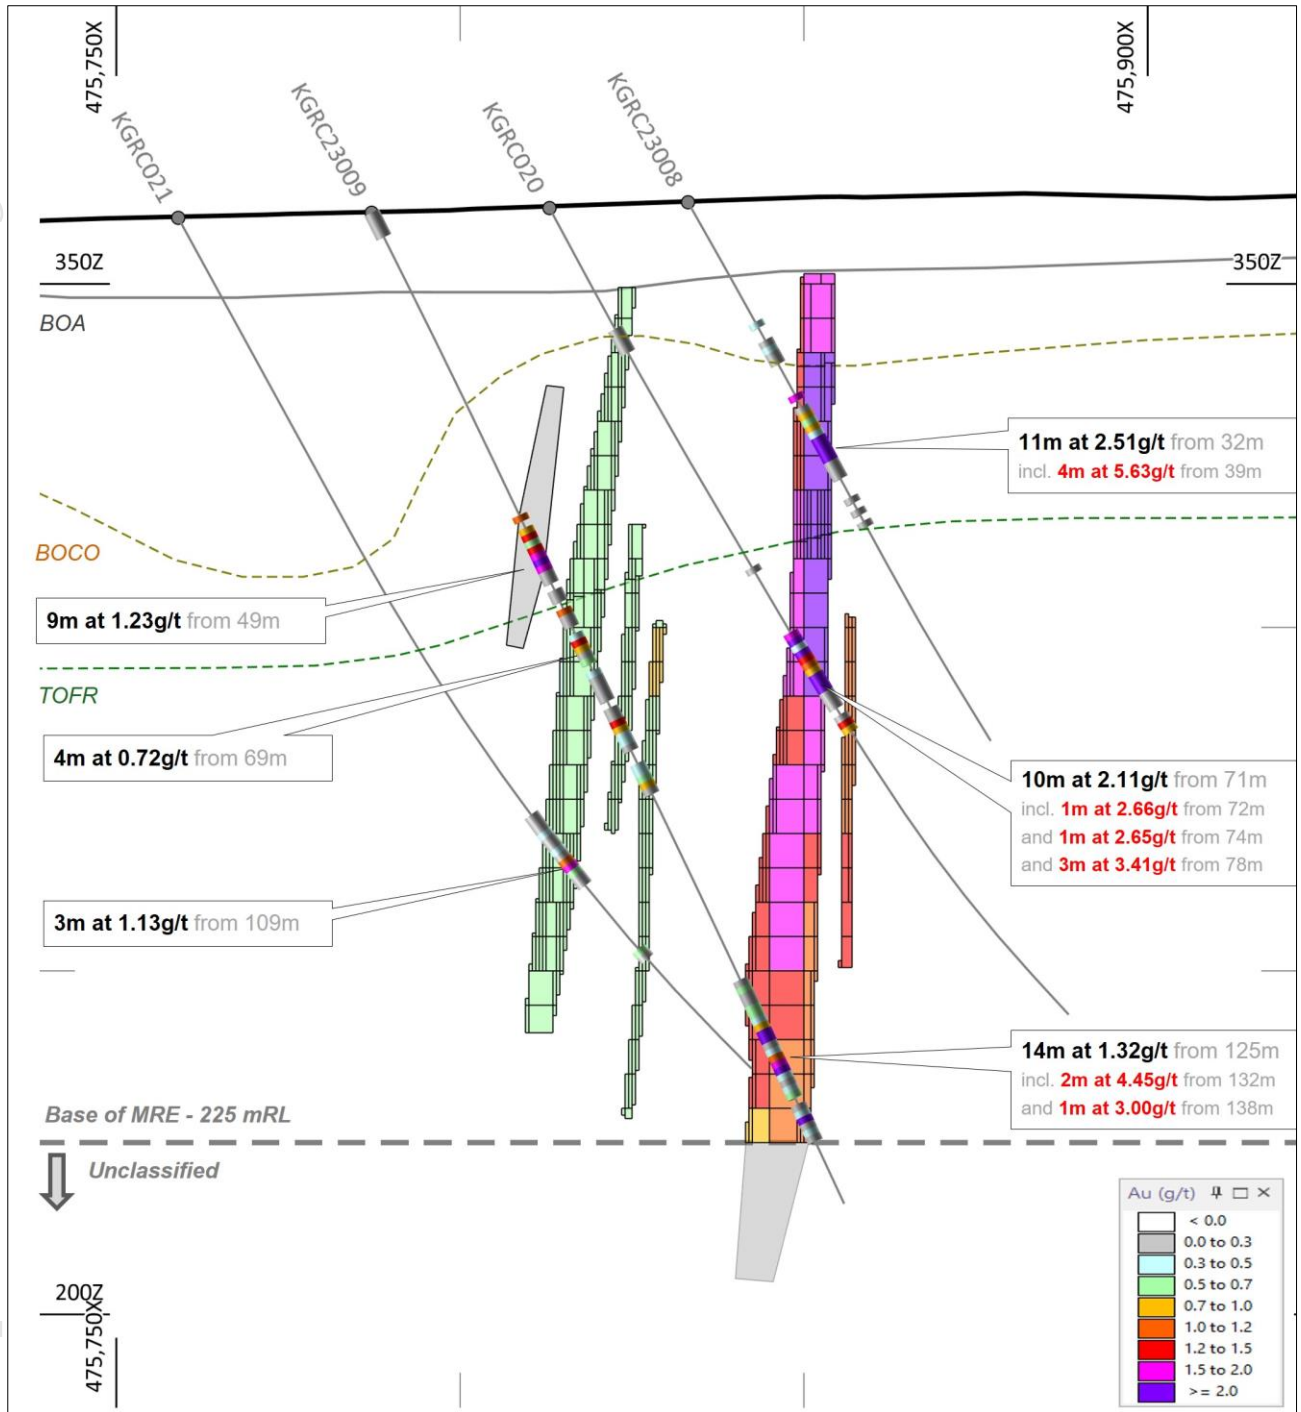 475,750X
475,900X
KGRC021
KGRC23009
KGRC020
KGRC23008
350Z
350Z
BOA
11m at 2.51g/t from 32m
incl. 4m at 5.63g/t from 39m
BOCO
9m at 1.23g/t from 49m
TOFR
4m at 0.72g/t from 69m
10m at 2.11g/t from 71m
incl. 1m at 2.66g/t from 72m
and 1m at 2.65g/t from 74m
and 3m at 3.41g/t from 78m
3m at 1.13g/t from 109m
14m at 1.32g/t from 125m
incl. 2m at 4.45g/t from 132m
and 1m at 3.00g/t from 138m
Base of MRE - 225 mRL
Unclassified
Au (g/t)
< 0.0
0.0 to 0.3
0.3 to 0.5
0.5 to 0.7
0.7 to 1.0
1.0 to 1.2
1.2 to 1.5
1.5 to 2.0
>= 2.0
200Z
475,750X